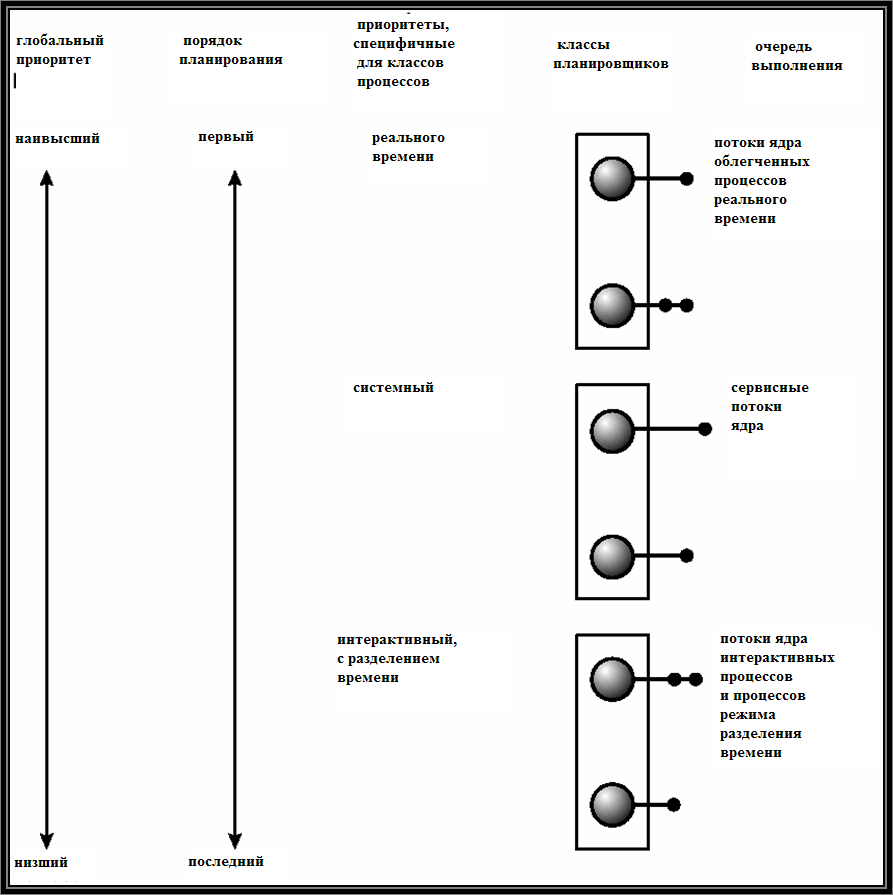 глобальный
приоритет
порядок
планирования
приоритеты,
специфичные
для классов
процессов
классы
планировщиков
очередь
выполнения
наивысший
первый
реального
времени
потоки ядра
облегченных
процессов
реального
времени
системный
сервисные
потоки
ядра
интерактивный,
с разделением
времени
потоки ядра
интерактивных
процессов
и процессов
режима
разделения
времени
низший
последний